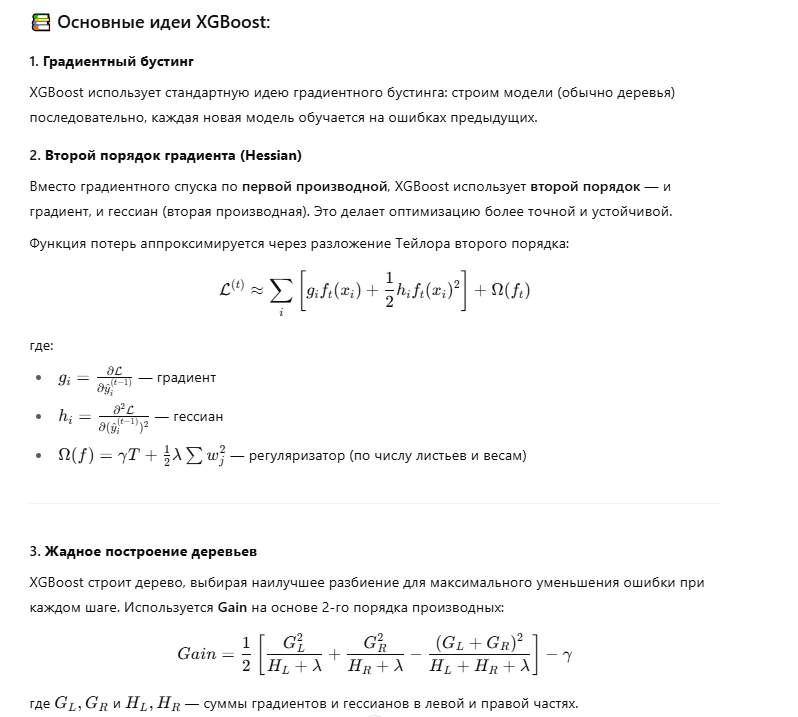 📚 Основные идеи XGBoost:
1. Градиентный бустинг
XGBoost использует стандартную идею градиентного бустинга: строим модели (обычно деревья)
последовательно, каждая новая модель обучается на ошибках предыдущих.
2. Второй порядок градиента (Hessian)
Вместо градиентного спуска по первой производной, XGBoost использует второй порядок — и
градиент, и гессиан (вторая производная). Это делает оптимизацию более точной и устойчивой.
Функция потерь аппроксимируется через разложение Тейлора второго порядка:
$\mathcal{L}^{(t)} \approx \sum_i \left[ g_i f_t(x_i) + \frac{1}{2} h_i f_t(x_i)^2 \right] + \Omega(f_t)$
где:
• $g_i = \frac{\partial \mathcal{L}}{\partial \hat{y}_i^{(t-1)}}$ — градиент
• $h_i = \frac{\partial^2 \mathcal{L}}{\partial (\hat{y}_i^{(t-1)})^2}$ — гессиан
• $\Omega(f) = \gamma T + \frac{1}{2} \lambda \sum w_j^2$ — регуляризатор (по числу листьев и весам)
3. Жадное построение деревьев
XGBoost строит дерево, выбирая наилучшее разбиение для максимального уменьшения ошибки при
каждом шаге. Используется Gain на основе 2-го порядка производных:
$Gain = \frac{1}{2} \left[ \frac{G_L^2}{H_L + \lambda} + \frac{G_R^2}{H_R + \lambda} - \frac{(G_L + G_R)^2}{H_L + H_R + \lambda} \right] - \gamma$
где $G_L, G_R$ и $H_L, H_R$ — суммы градиентов и гессианов в левой и правой частях.